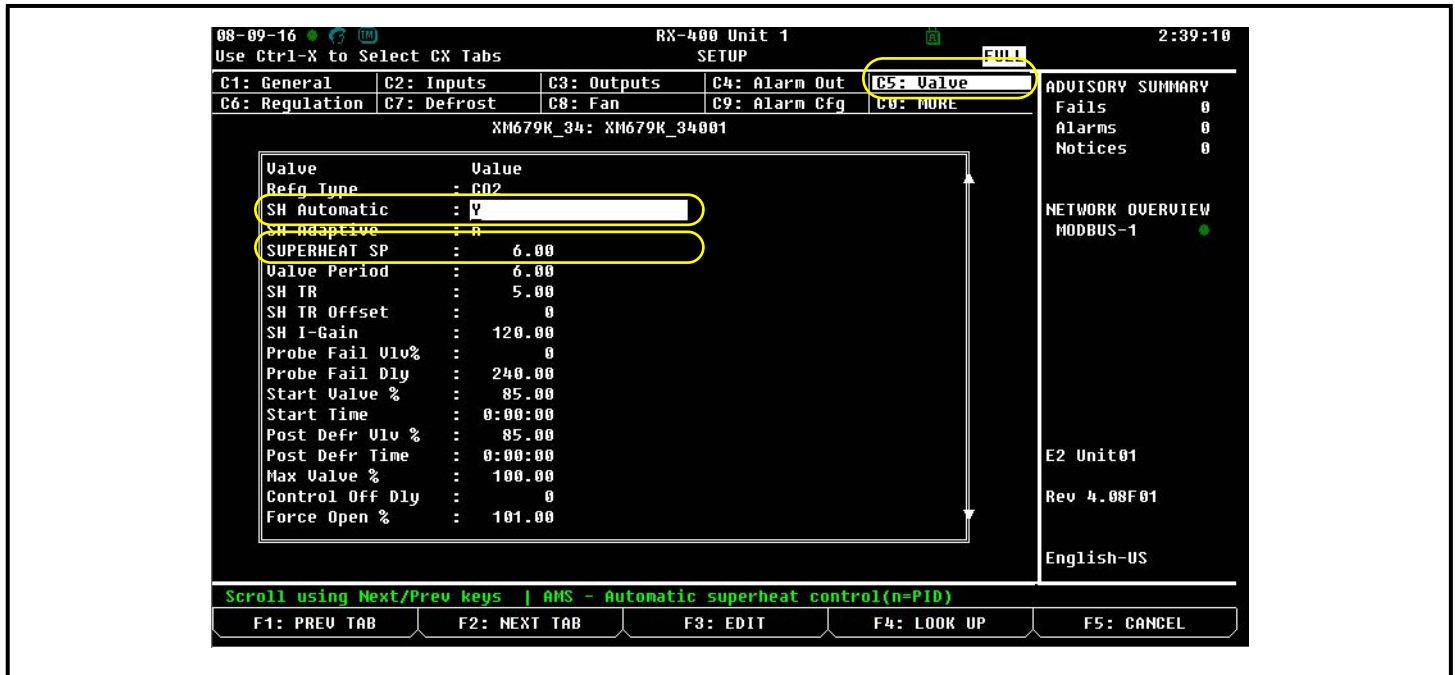 08-09-16 TM RX-400 Unit 1 A 2:39:10
Use Ctrl-X to Select CX Tabs SETUP FULL
C1: General C2: Inputs C3: Outputs C4: Alarm Out C5: Valve
C6: Regulation C7: Defrost C8: Fan C9: Alarm Cfg C0: MORE
XM679K_34: XM679K_34001
Valve Value
Refg Type : CO2
SH Automatic : Y
SH Adaptive : n
SUPERHEAT SP : 6.00
Valve Period : 6.00
SH TR : 5.00
SH TR Offset : 0
SH I-Gain : 120.00
Probe Fail Vlv% : 0
Probe Fail Dly : 240.00
Start Valve % : 85.00
Start Time : 0:00:00
Post Defr Vlv % : 85.00
Post Defr Time : 0:00:00
Max Valve % : 100.00
Control Off Dly : 0
Force Open % : 101.00
ADVISORY SUMMARY
Fails 0
Alarms 0
Notices 0
NETWORK OVERVIEW
MODBUS-1
E2 Unit01
Rev 4.08F01
English-US
Scroll using Next/Prev keys | AMS - Automatic superheat control(n=PID)
F1: PREV TAB F2: NEXT TAB F3: EDIT F4: LOOK UP F5: CANCEL